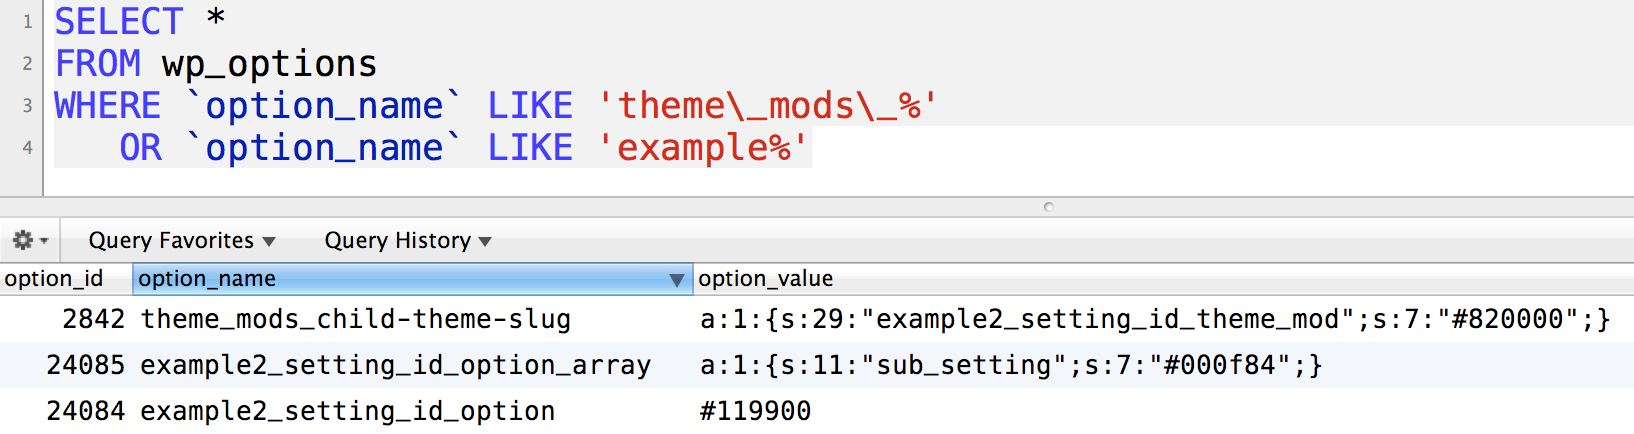 1 SELECT *
2 FROM wp_options
3 WHERE `option_name` LIKE 'theme\_mods\_%'
4 OR `option_name` LIKE 'example%'
Query Favorites ▼ Query History ▼
option_id option_name ▼ option_value
2842 theme_mods_child-theme-slug a:1:{s:29:"example2_setting_id_theme_mod";s:7:"#820000";}
24085 example2_setting_id_option_array a:1:{s:11:"sub_setting";s:7:"#000f84";}
24084 example2_setting_id_option #119900